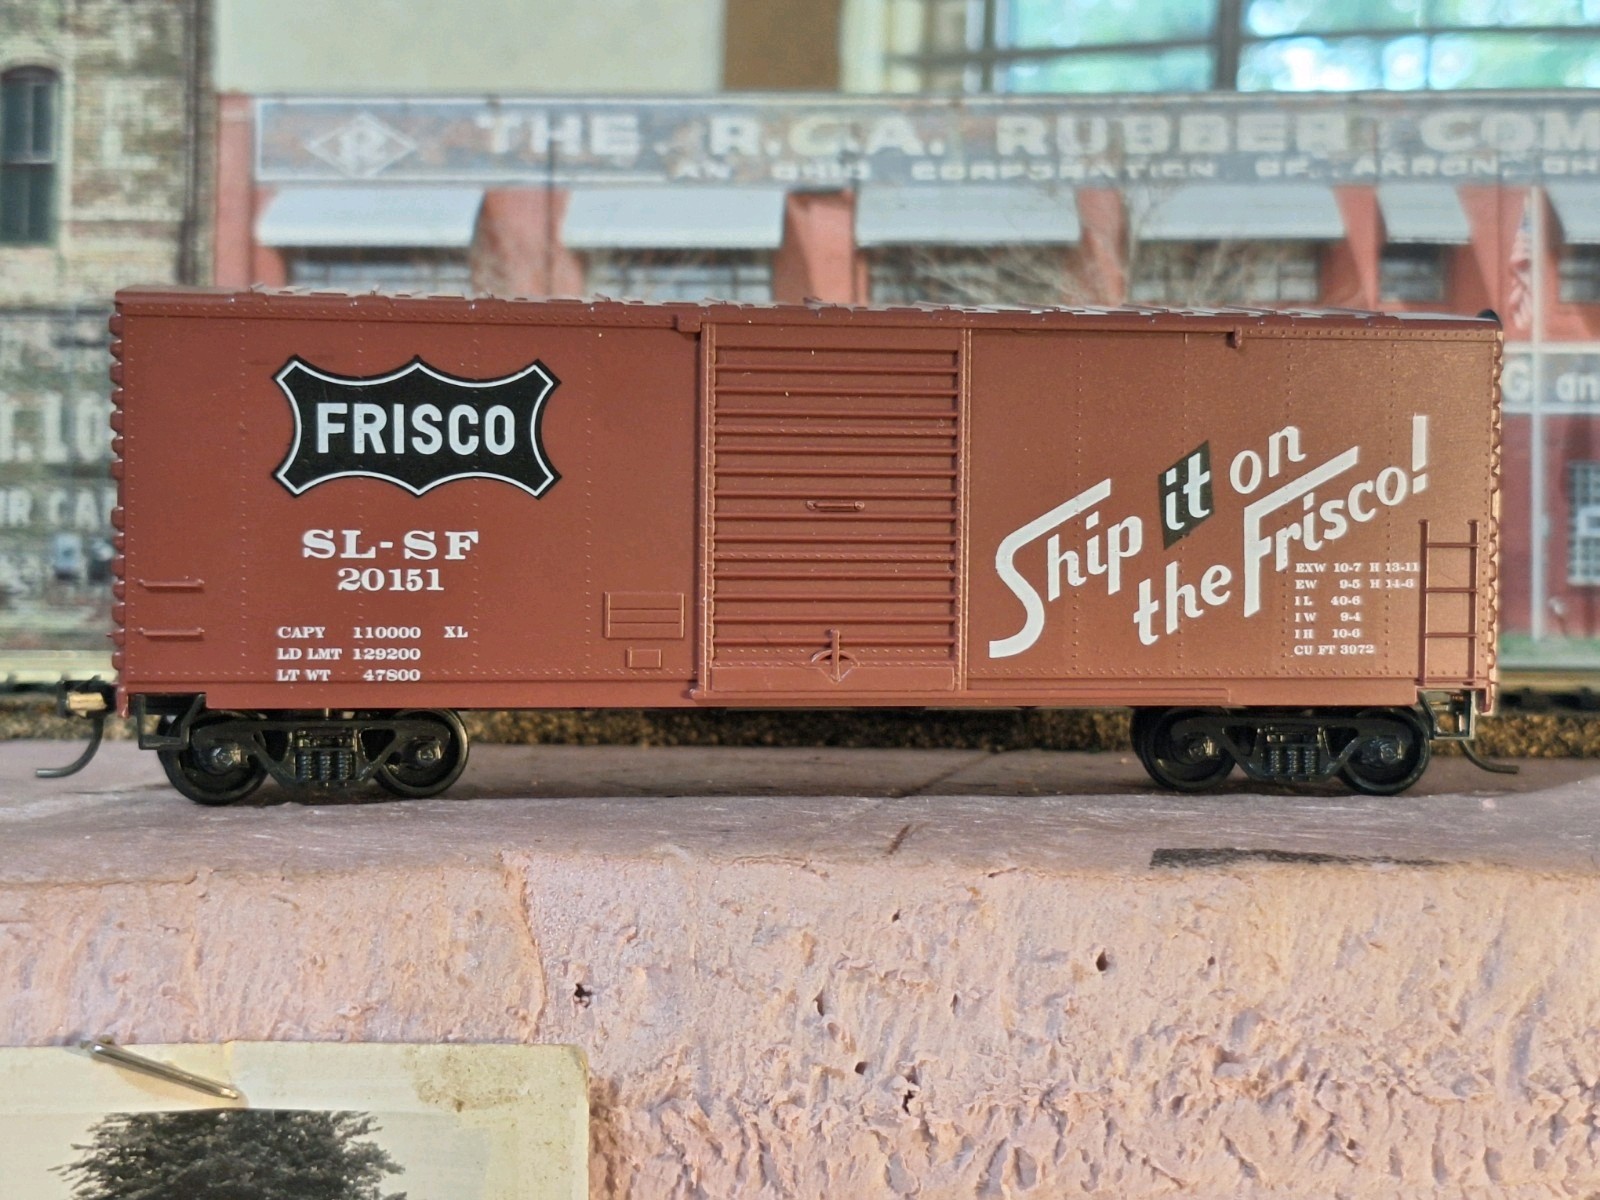 THE R.C.A. RUBBER COM
AN OHIO CORPORATION OF AKRON, OH
G an
FRISCO
SL-SF
20151
CAPY 110000 XL
LD LMT 129200
LT WT 47800
Ship it on
the Frisco!
EXW 10-7 H 13-11
EW 9-5 H 14-6
IL 40-6
IW 9-4
IH 10-6
CU FT 3972